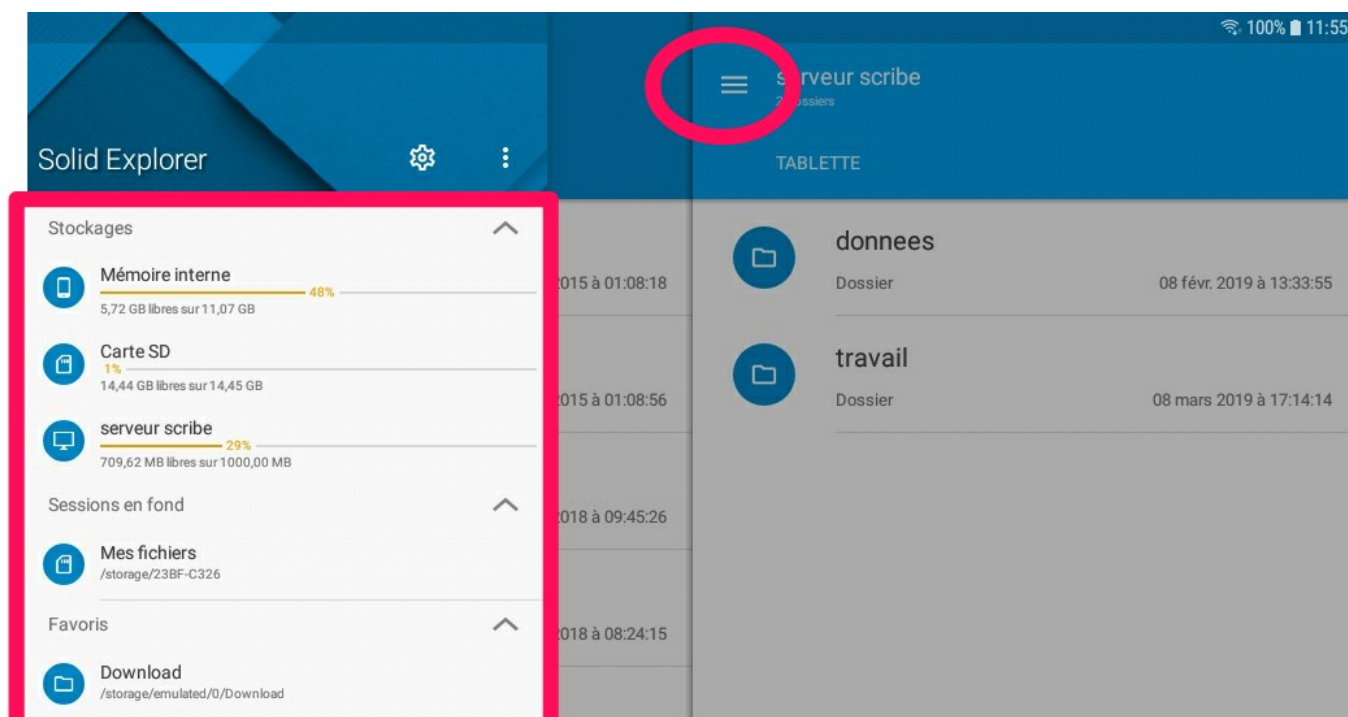 100% 11:55
serveur scribe
2 dossiers
Solid Explorer
TABLETTE
Stockages
Mémoire interne
48%
5,72 GB libres sur 11,07 GB
Carte SD
1%
14,44 GB libres sur 14,45 GB
serveur scribe
29%
709,62 MB libres sur 1000,00 MB
Sessions en fond
Mes fichiers
/storage/23BF-C326
Favoris
Download
/storage/emulated/0/Download
2015 à 01:08:18
2015 à 01:08:56
2018 à 09:45:26
2018 à 08:24:15
donnees
Dossier
08 févr. 2019 à 13:33:55
travail
Dossier
08 mars 2019 à 17:14:14